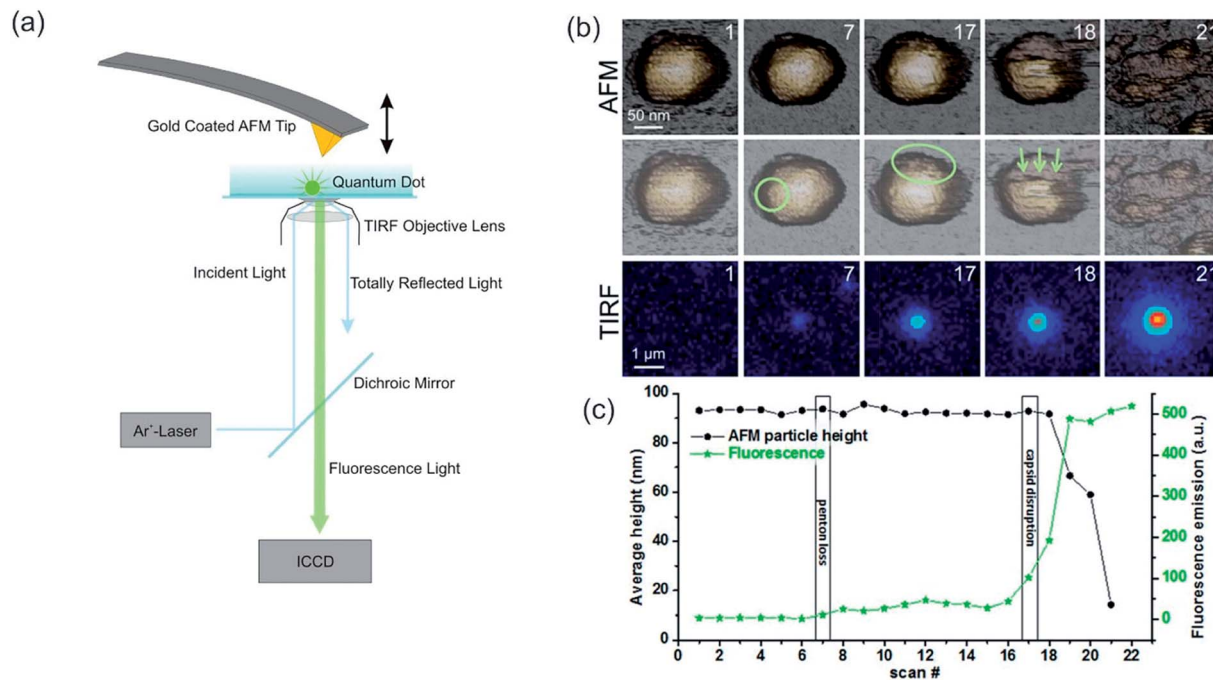 (a)
Gold Coated AFM Tip
Quantum Dot
TIRF Objective Lens
Incident Light
Totally Reflected Light
Dichroic Mirror
Ar+-Laser
Fluorescence Light
ICCD
(b)
AFM
1
7
17
18
21
50 nm
TIRF
1
7
17
18
21
1 µm
(c)
100
80
60
40
20
0
Average height (nm)
AFM particle height
Fluorescence
penton loss
capsid disruption
500
400
300
200
100
0
Fluorescence emission (a.u.)
0 2 4 6 8 10 12 14 16 18 20 22
scan #